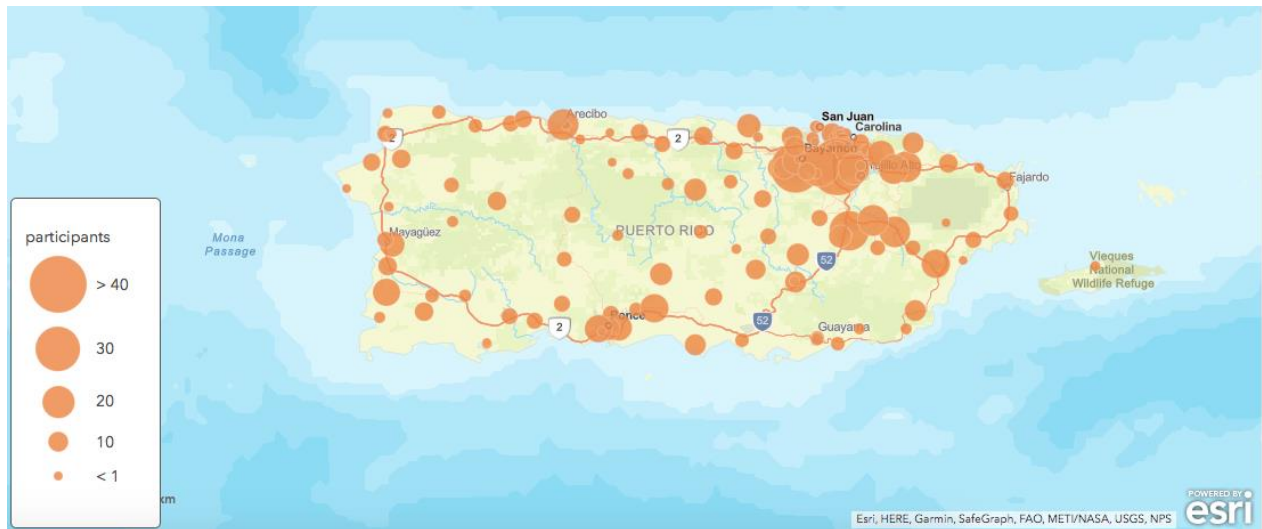 Arecibo
San Juan
Carolina
2
2
Bayamón
Trujillo Alto
Fajardo
participants
> 40
30
20
10
< 1
Mona
Passage
Mayagüez
PUERTO RICO
52
Vieques
National
Wildlife Refuge
2
Ponce
52
Guayama
km
Esri, HERE, Garmin, SafeGraph, FAO, METI/NASA, USGS, NPS
POWERED BY
esri